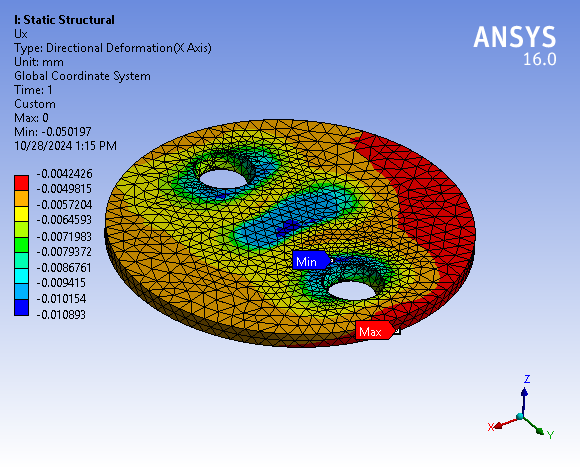 I: Static Structural
Ux
Type: Directional Deformation(X Axis)
Unit: mm
Global Coordinate System
Time: 1
Custom
Max: 0
Min: -0.050197
10/28/2024 1:15 PM
ANSYS
16.0
-0.0042426
-0.0049815
-0.0057204
-0.0064593
-0.0071983
-0.0079372
-0.0086761
-0.009415
-0.010154
-0.010893
Min
Max
Z
X
Y